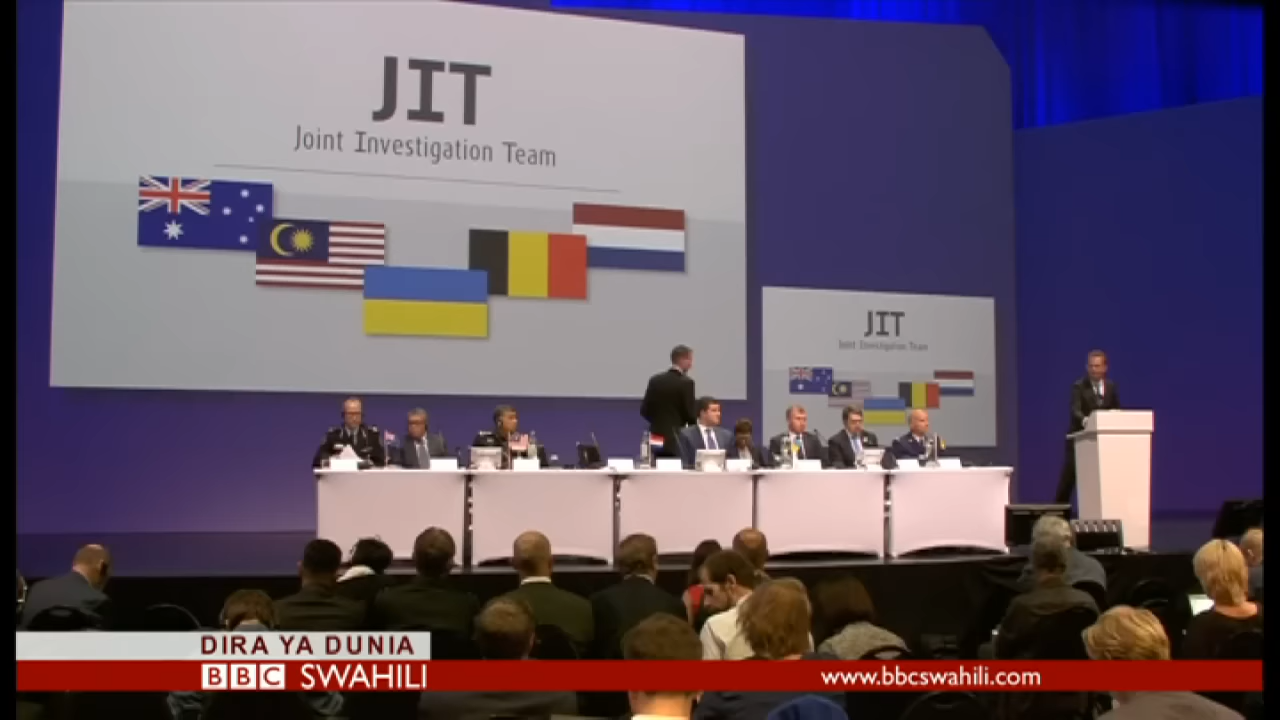 JIT
Joint Investigation Team
JIT
Joint Investigation Team
DIRA YA DUNIA
BBC SWAHILI
www.bbcswahili.com